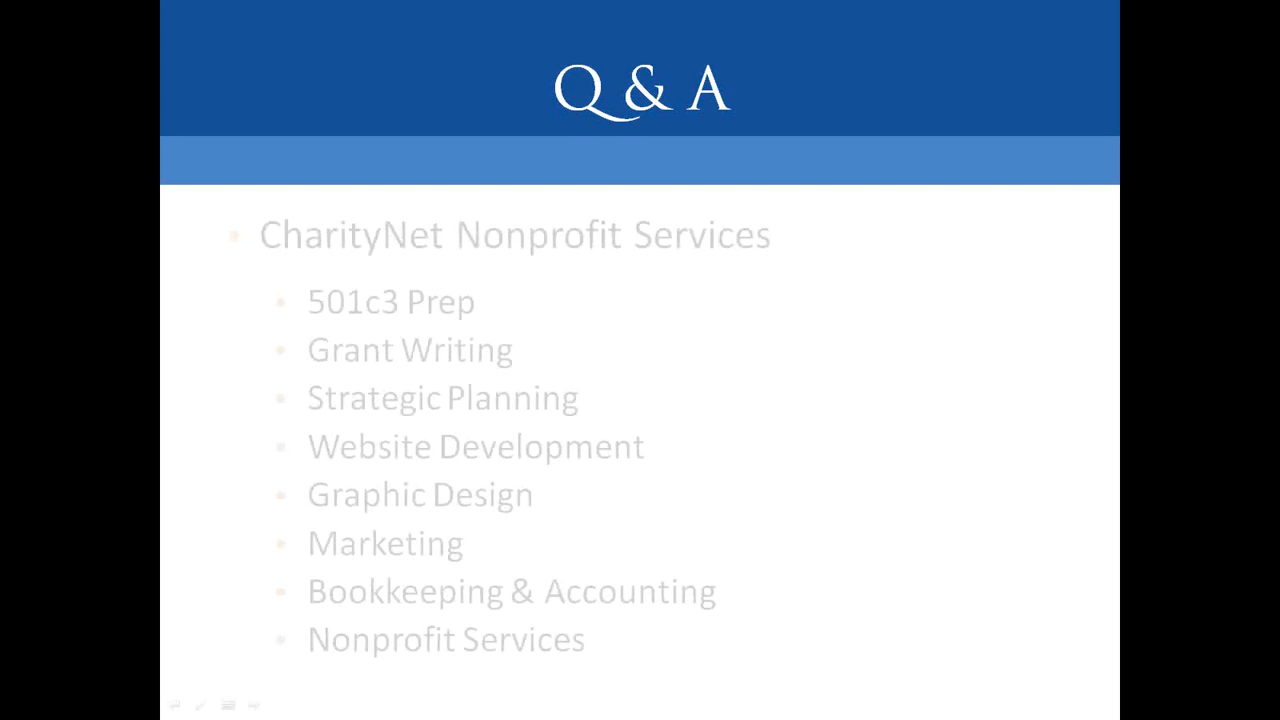 Q & A
CharityNet Nonprofit Services
501c3 Prep
Grant Writing
Strategic Planning
Website Development
Graphic Design
Marketing
Bookkeeping & Accounting
Nonprofit Services